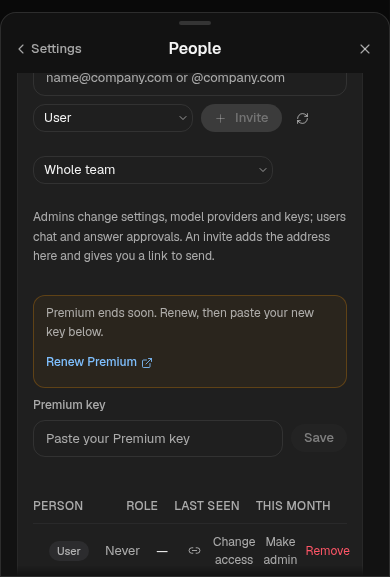 Settings
People
name@company.com or @company.com
User
Invite
Whole team
Admins change settings, model providers and keys; users
chat and answer approvals. An invite adds the address
here and gives you a link to send.
Premium ends soon. Renew, then paste your new
key below.
Renew Premium
Premium key
Paste your Premium key
Save
PERSON ROLE LAST SEEN THIS MONTH
User Never — Change access Make admin Remove